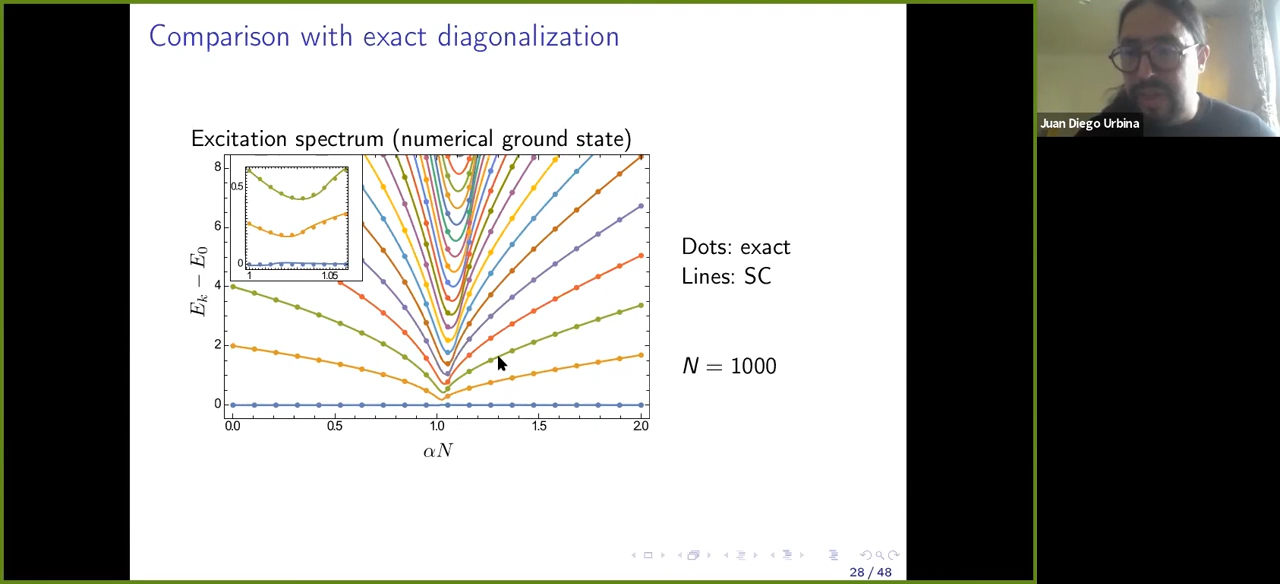 Comparison with exact diagonalization
Juan Diego Urbina
Excitation spectrum (numerical ground state)
8
6
4
2
0
0.5
0
1
1.05
E_k − E_0
0.0 0.5 1.0 1.5 2.0
αN
Dots: exact
Lines: SC
N = 1000
28 / 48